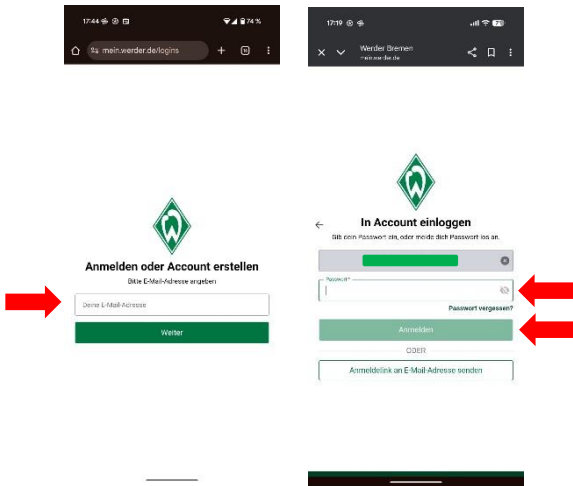 17:44
74 %
mein.werder.de/logins
Anmelden oder Account erstellen
Bitte E-Mail-Adresse angeben
Deine E-Mail-Adresse
Weiter
17:19
Werder Bremen
mein.werder.de
In Account einloggen
Gib dein Passwort ein, oder melde dich Passwort los an.
Passwort*
Passwort vergessen?
Anmelden
ODER
Anmeldelink an E-Mail-Adresse senden